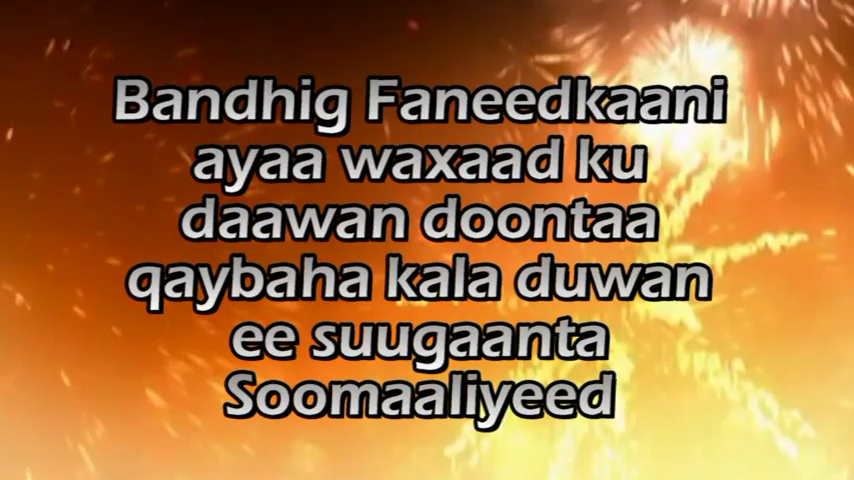 Bandhig Faneedkaani
ayaa waxaad ku
daawan doontaa
qaybaha kala duwan
ee suugaanta
Soomaaliyeed